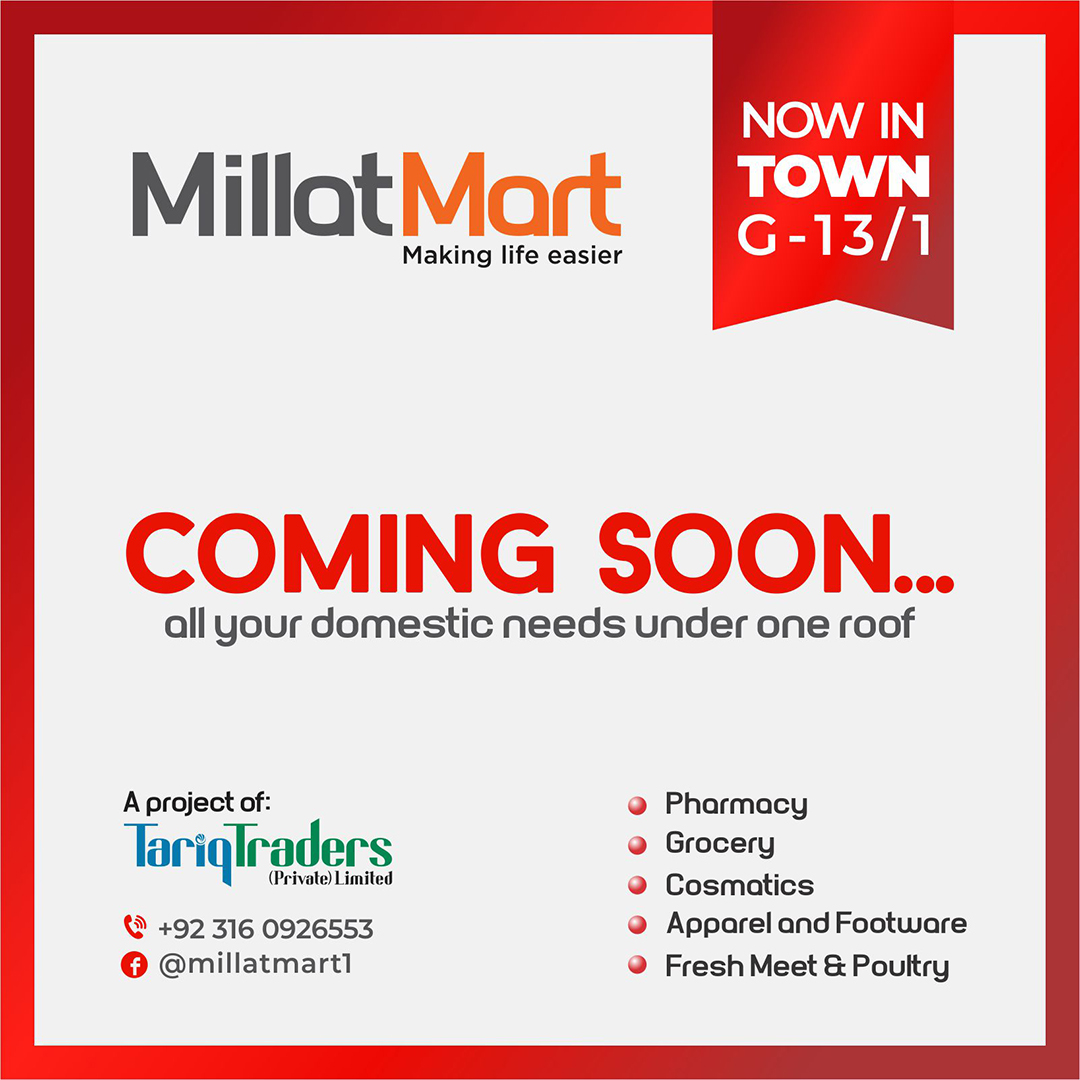 MillatMart
Making life easier
NOW IN
TOWN
G-13/1
COMING SOON...
all your domestic needs under one roof
A project of:
TariqTraders
(Private) Limited
+92 316 0926553
@millatmart1
Pharmacy
Grocery
Cosmatics
Apparel and Footware
Fresh Meet & Poultry